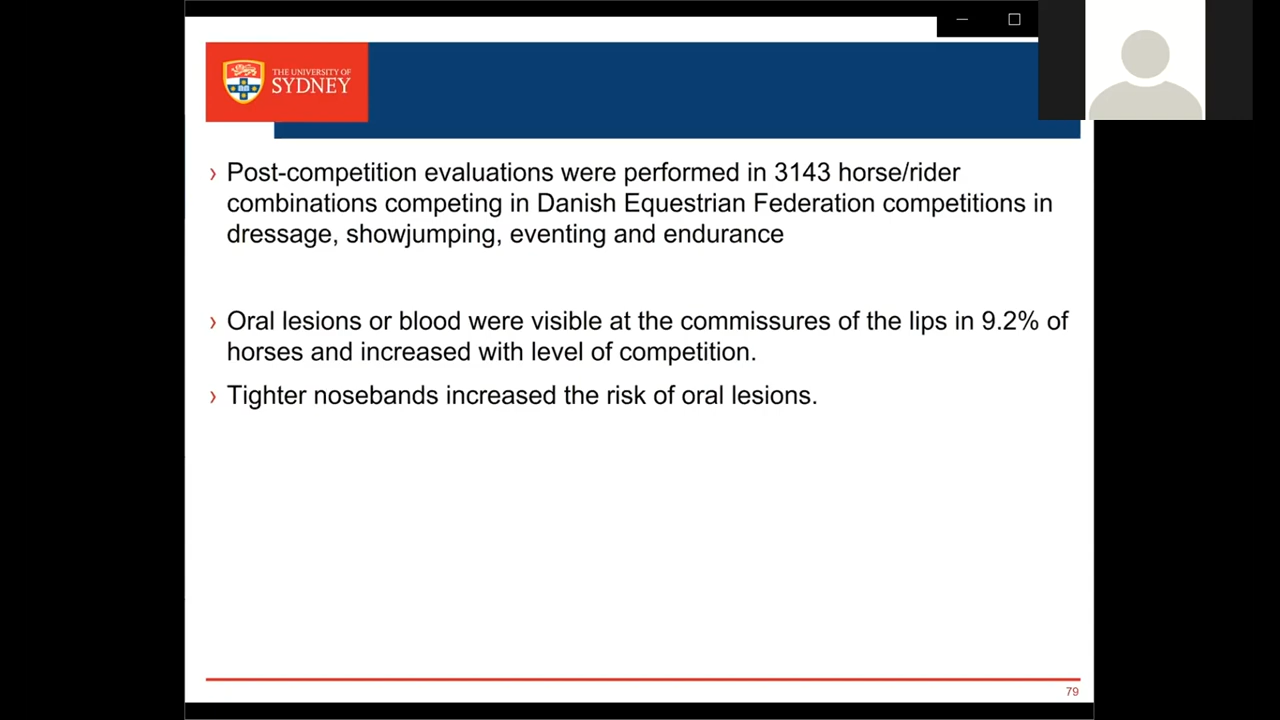 THE UNIVERSITY OF
SYDNEY
› Post-competition evaluations were performed in 3143 horse/rider
combinations competing in Danish Equestrian Federation competitions in
dressage, showjumping, eventing and endurance
› Oral lesions or blood were visible at the commissures of the lips in 9.2% of
horses and increased with level of competition.
› Tighter nosebands increased the risk of oral lesions.
79